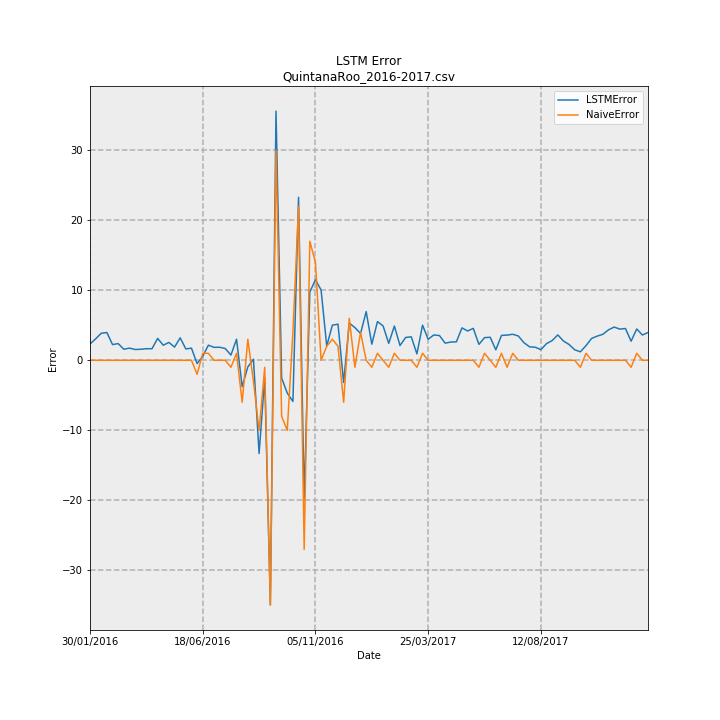 LSTM Error
QuintanaRoo_2016-2017.csv
LSTMError
NaiveError
30
20
10
0
−10
−20
−30
Error
30/01/2016
18/06/2016
05/11/2016
25/03/2017
12/08/2017
Date